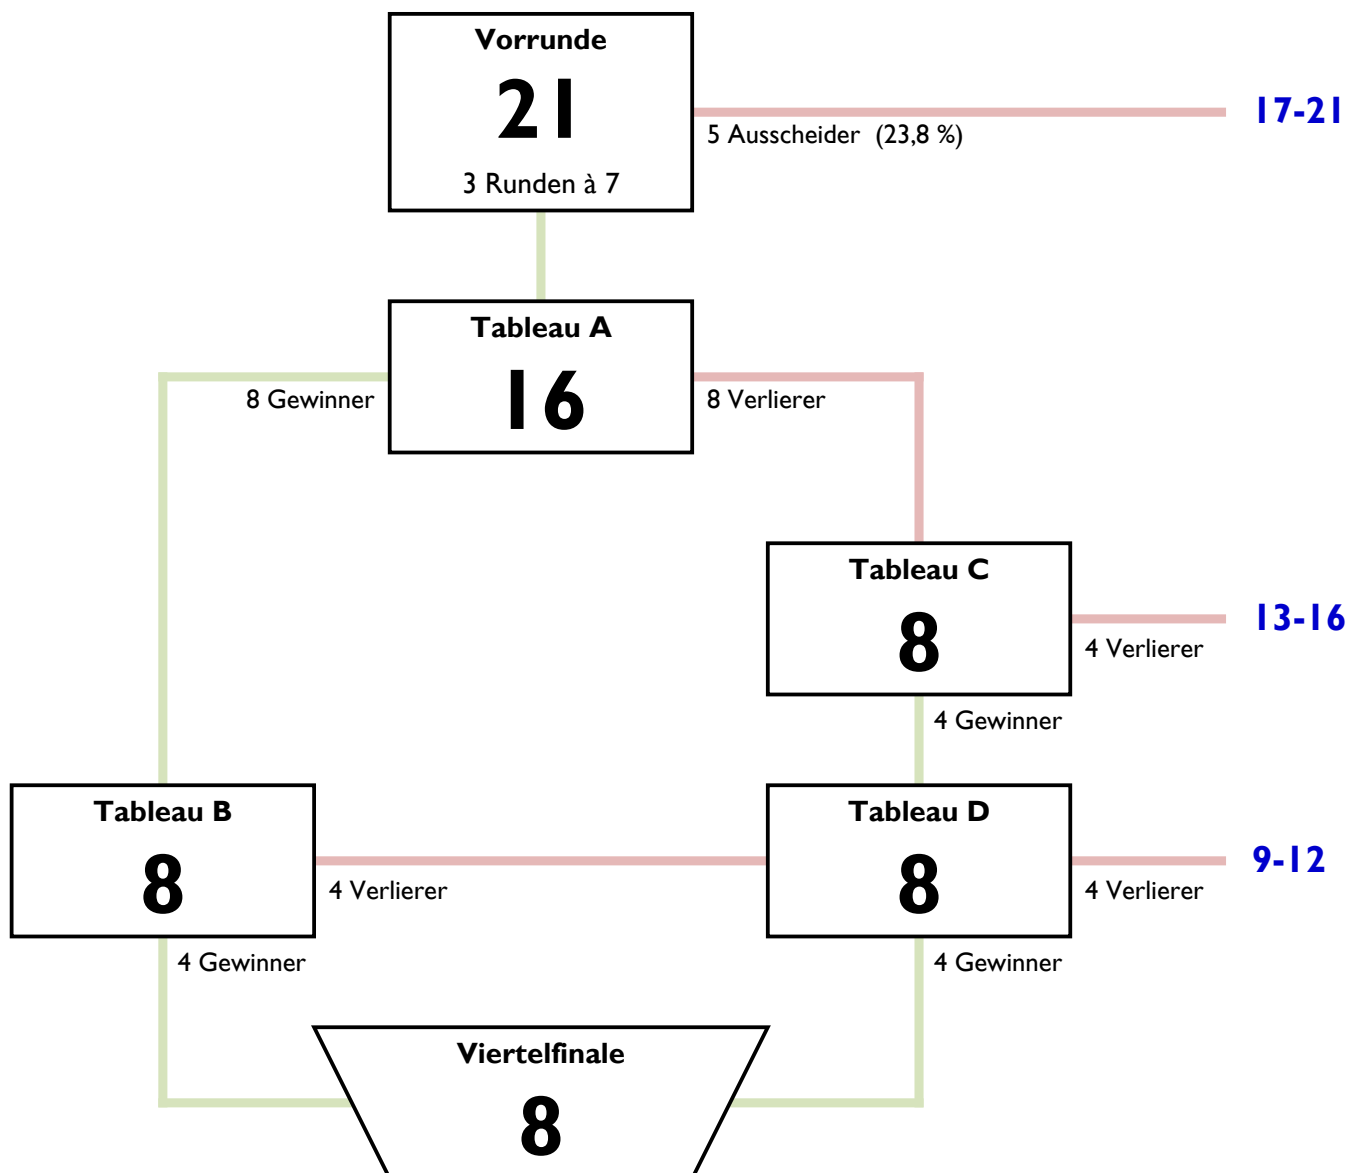 Vorrunde
21
3 Runden à 7
17-21
5 Ausscheider (23,8 %)
Tableau A
16
8 Gewinner
8 Verlierer
Tableau C
8
13-16
4 Verlierer
4 Gewinner
Tableau B
8
4 Verlierer
4 Gewinner
Tableau D
8
9-12
4 Verlierer
4 Gewinner
Viertelfinale
8